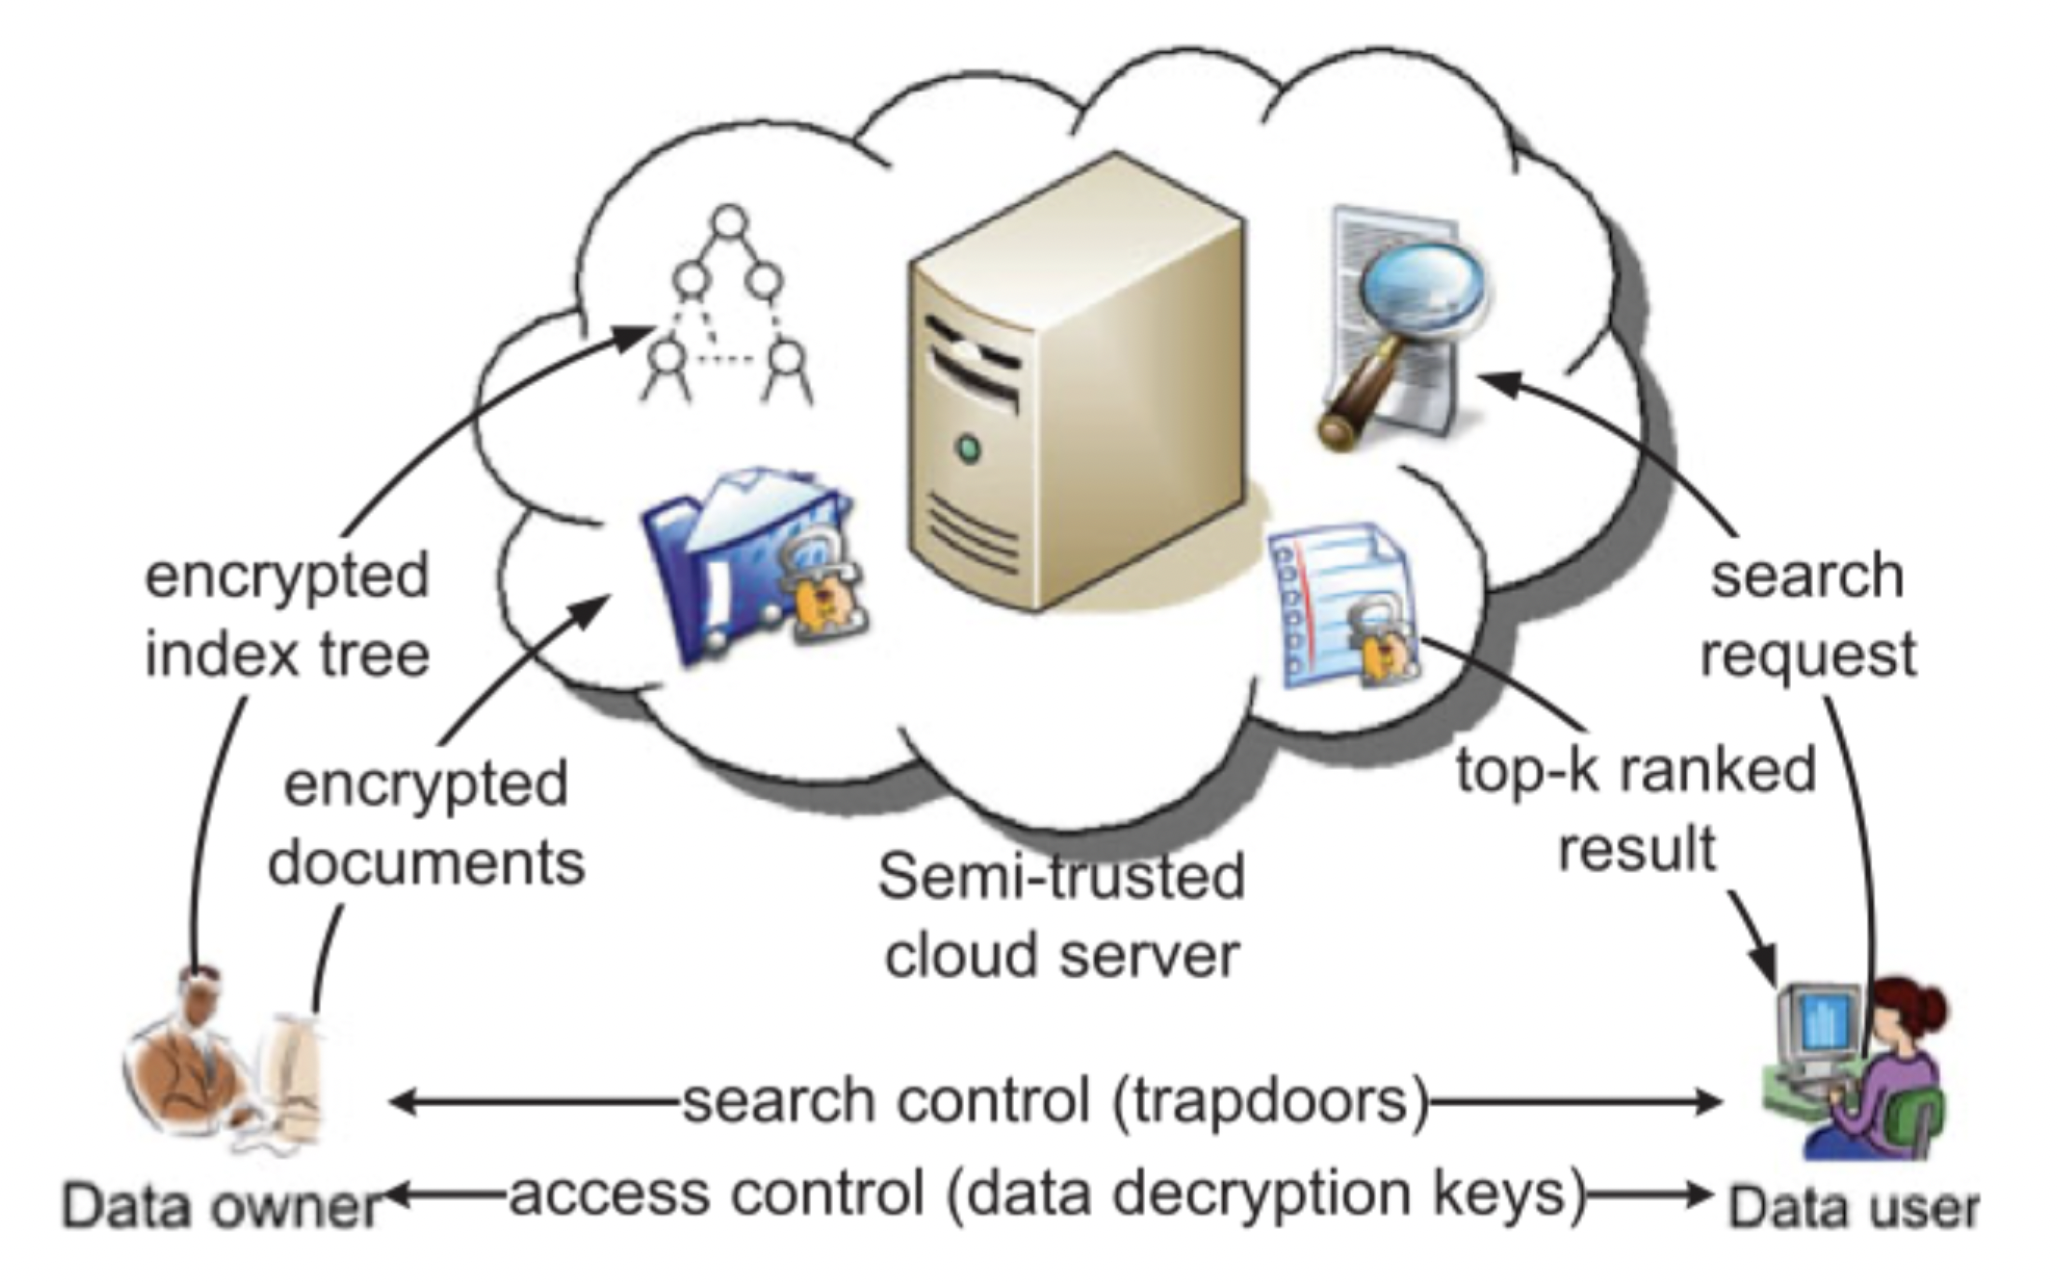 encrypted
index tree
encrypted
documents
Semi-trusted
cloud server
search
request
top-k ranked
result
search control (trapdoors)
access control (data decryption keys)
Data owner
Data user